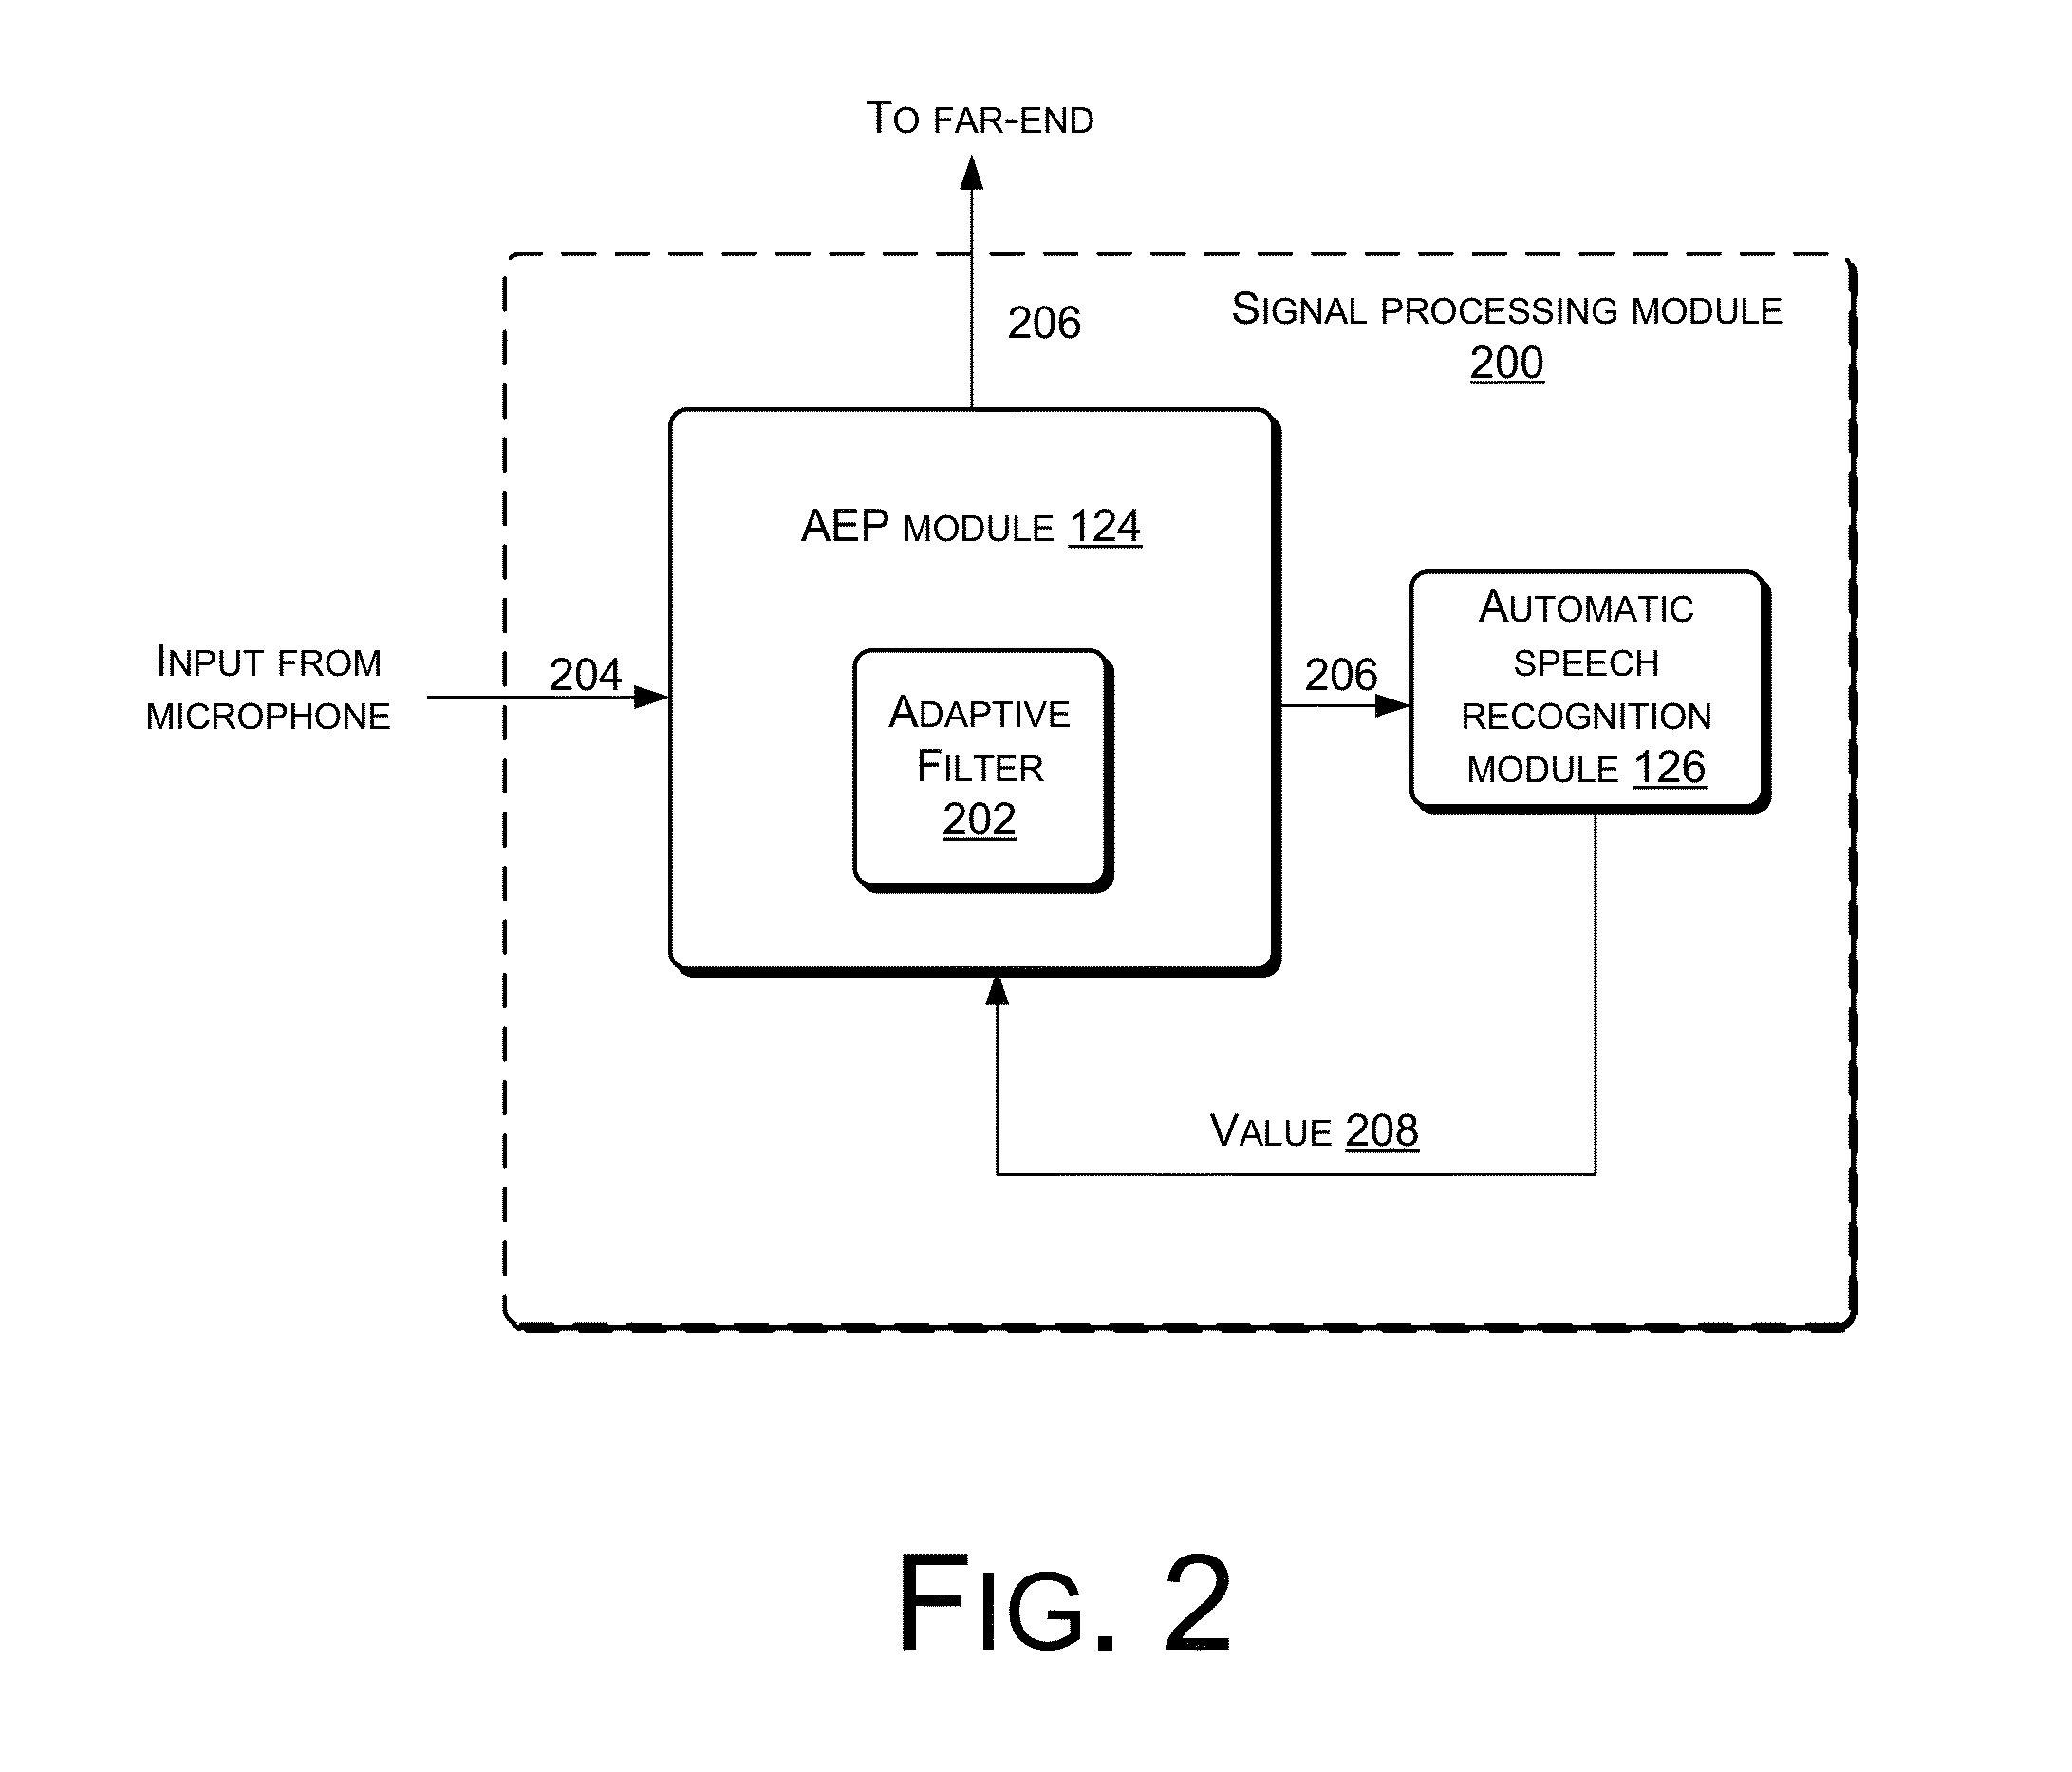 To far-end
206
Signal processing module
200
AEP module 124
Input from
microphone
204
Adaptive
Filter
202
206
Automatic
speech
recognition
module 126
Value 208
Fig. 2